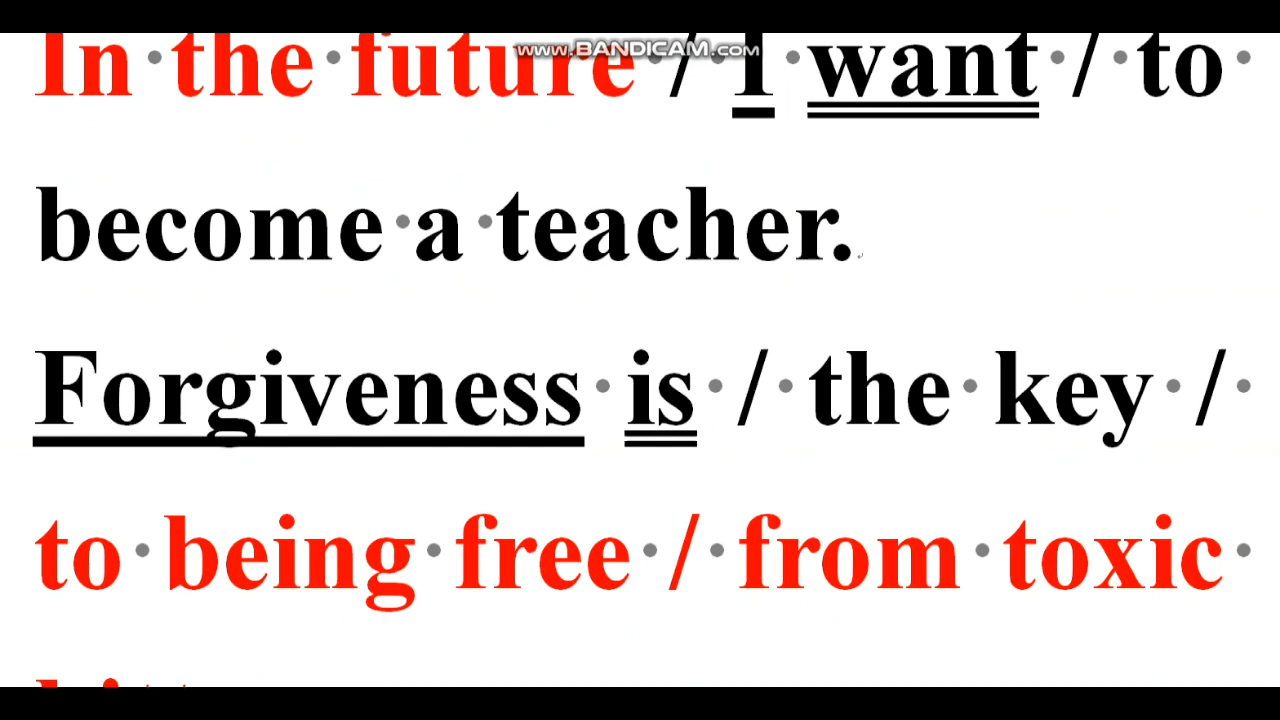 www.BANDICAM.com
In the future / I want / to
become a teacher.
Forgiveness is / the key /
to being free / from toxic